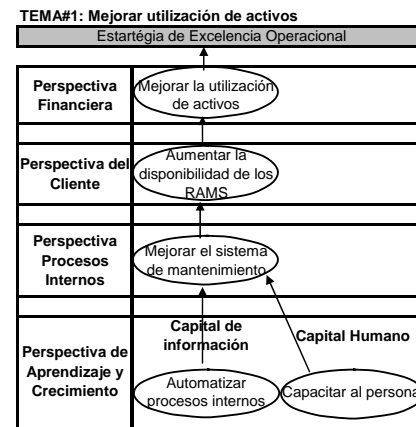 TEMA#1: Mejorar utilización de activos
Estartégia de Excelencia Operacional
Perspectiva
Financiera
Mejorar la utilización
de activos
Perspectiva del
Cliente
Aumentar la
disponibilidad de los
RAMS
Perspectiva
Procesos
Internos
Mejorar el sistema
de mantenimiento
Perspectiva de
Aprendizaje y
Crecimiento
Capital de
información
Capital Humano
Automatizar
procesos internos
Capacitar al persona